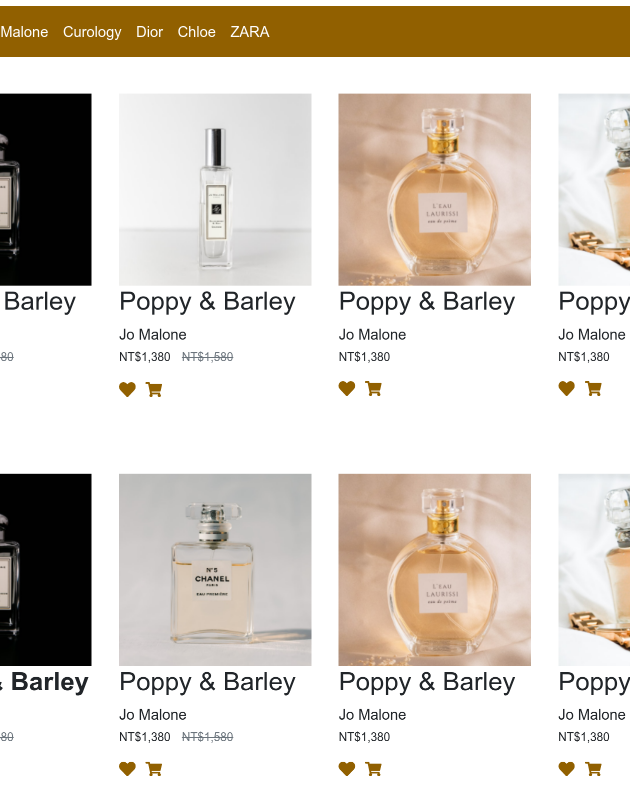 Malone Curology Dior Chloe ZARA
L'EAU
LAURISSI
eau de prime
Barley Poppy & Barley Poppy & Barley Poppy
Jo Malone Jo Malone Jo Malone
80 NT$1,380 NT$1,580 NT$1,380 NT$1,380
N°5
CHANEL
PARIS
EAU PREMIÈRE
L'EAU
LAURISSI
eau de prime
& Barley Poppy & Barley Poppy & Barley Poppy
Jo Malone Jo Malone Jo Malone
80 NT$1,380 NT$1,580 NT$1,380 NT$1,380